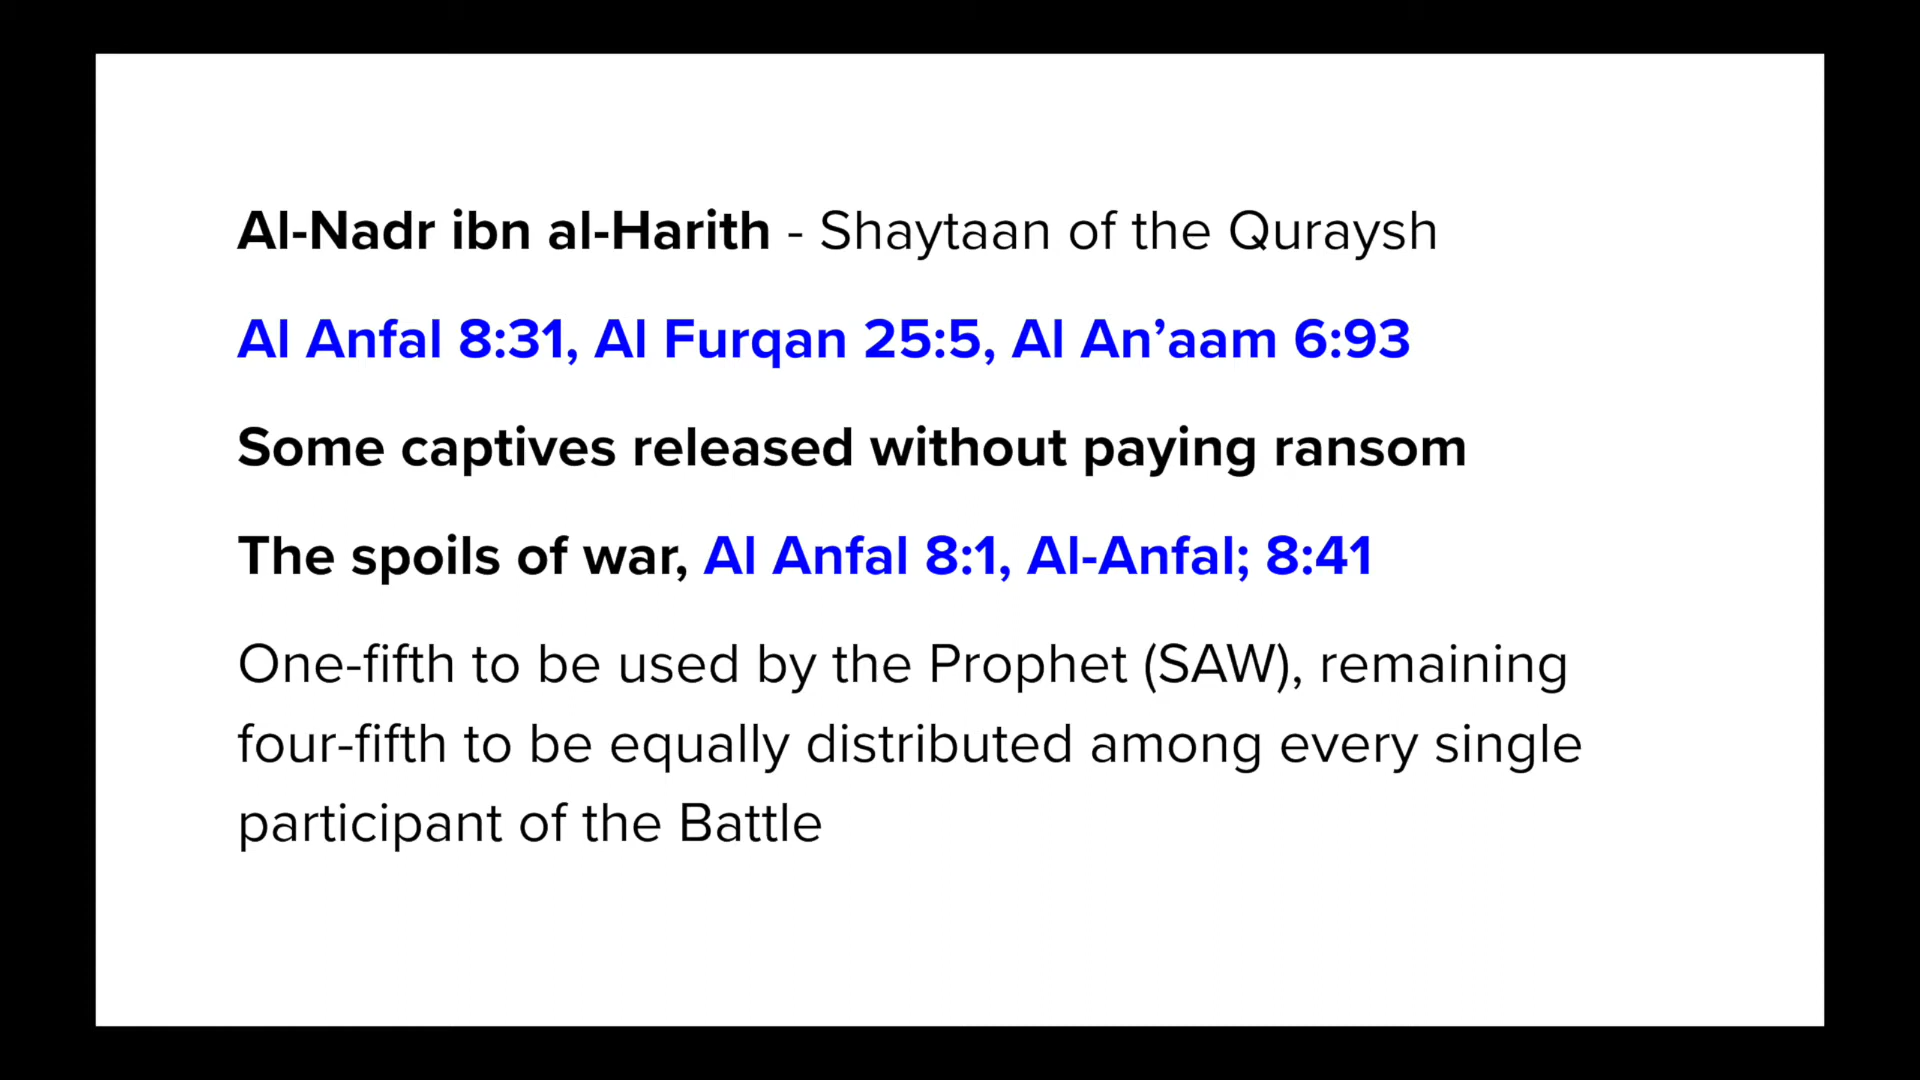 Al-Nadr ibn al-Harith - Shaytaan of the Quraysh
Al Anfal 8:31, Al Furqan 25:5, Al An’aam 6:93
Some captives released without paying ransom
The spoils of war, Al Anfal 8:1, Al-Anfal; 8:41
One-fifth to be used by the Prophet (SAW), remaining
four-fifth to be equally distributed among every single
participant of the Battle